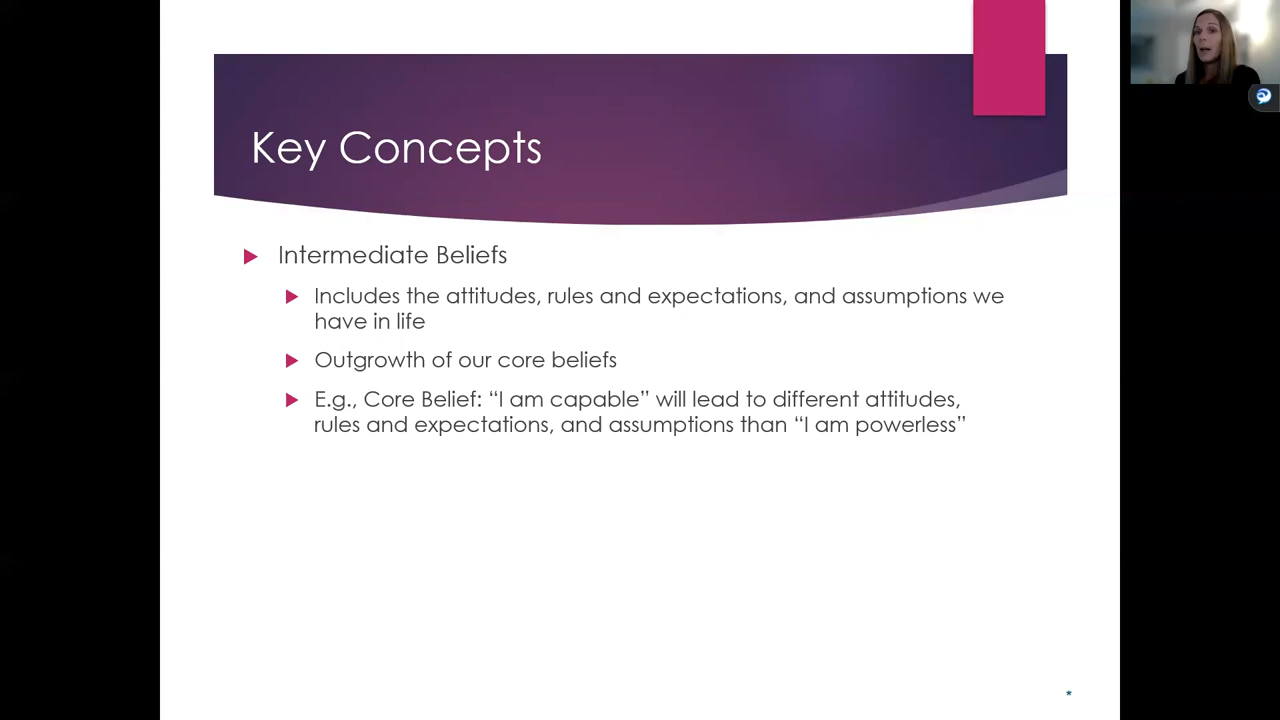 Key Concepts
Intermediate Beliefs
Includes the attitudes, rules and expectations, and assumptions we
have in life
Outgrowth of our core beliefs
E.g., Core Belief: “I am capable” will lead to different attitudes,
rules and expectations, and assumptions than “I am powerless”
*